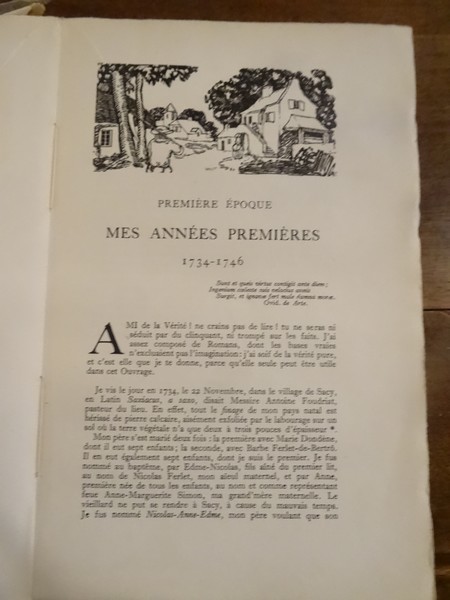 PREMIÈRE ÉPOQUE
MES ANNÉES PREMIÈRES
1734-1746
Sunt et queis virtus contigit ante diem;
Ingenium cœleste suis velocius annis
Surgit, et ignavæ fert male damna moræ.
Ovid. de Arte.
AMI de la Vérité! ne crains pas de lire! tu ne seras ni
séduit par du clinquant, ni trompé sur les faits. J'ai
assez composé de Romans, dont les bases vraies
n'excluaient pas l'imagination: j'ai soif de la vérité pure,
et c'est elle que je te donne, parce qu'elle seule peut être utile
dans cet Ouvrage.
Je vis le jour en 1734, le 22 Novembre, dans le village de Sacy,
en Latin Saxiacus, a saxo, disait Messire Antoine Foudriat,
pasteur du lieu. En effet, tout le finage de mon pays natal est
hérissé de pierre calcaire, aisément exfoliée par le labourage sur un
sol où la terre végétale n'a que deux à trois pouces d'épaisseur *.
Mon père s'est marié deux fois: la première avec Marie Dondène,
dont il eut sept enfants; la seconde, avec Barbe Ferlet-de-Bertrô.
Il en eut également sept enfants, dont je suis le premier. Je fus
nommé au baptême, par Edme-Nicolas, fils aîné du premier lit,
au nom de Nicolas Ferlet, mon aïeul maternel, et par Anne,
première née de tous les enfants, au nom et comme représentant
feue Anne-Marguerite Simon, ma grand'mère maternelle. Le
vieillard ne put se rendre à Sacy, à cause du mauvais temps.
Je fus nommé Nicolas-Anne-Edme, mon père voulant que son